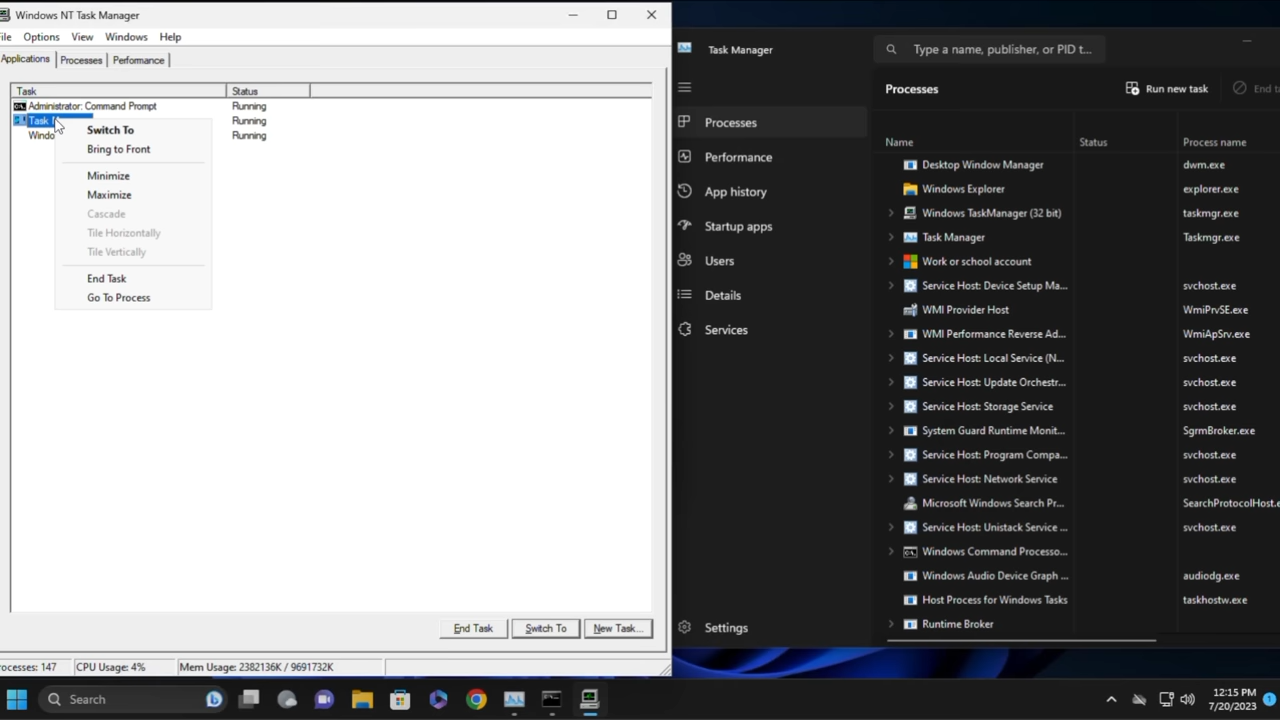 Windows NT Task Manager
ile Options View Windows Help
Applications Processes Performance
Task Status
Administrator: Command Prompt Running
Task M Running
Windo Running
Switch To
Bring to Front
Minimize
Maximize
Cascade
Tile Horizontally
Tile Vertically
End Task
Go To Process
End Task Switch To New Task...
rocesses: 147 CPU Usage: 4% Mem Usage: 2382136K / 9691732K
Task Manager
Type a name, publisher, or PID t...
Processes
Performance
App history
Startup apps
Users
Details
Services
Settings
Processes Run new task End ta
Name Status Process name
Desktop Window Manager dwm.exe
Windows Explorer explorer.exe
Windows TaskManager (32 bit) taskmgr.exe
Task Manager Taskmgr.exe
Work or school account
Service Host: Device Setup Ma... svchost.exe
WMI Provider Host WmiPrvSE.exe
WMI Performance Reverse Ad... WmiApSrv.exe
Service Host: Local Service (N... svchost.exe
Service Host: Update Orchestr... svchost.exe
Service Host: Storage Service svchost.exe
System Guard Runtime Monit... SgrmBroker.exe
Service Host: Program Compa... svchost.exe
Service Host: Network Service svchost.exe
Microsoft Windows Search Pr... SearchProtocolHost.e
Service Host: Unistack Service ... svchost.exe
Windows Command Processo...
Windows Audio Device Graph ... audiodg.exe
Host Process for Windows Tasks taskhostw.exe
Runtime Broker
Search
12:15 PM
7/20/2023
1